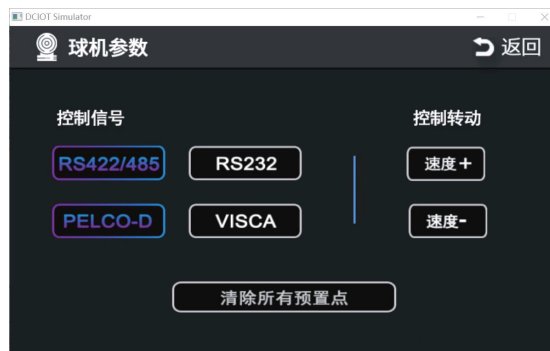 DCIOT Simulator
球机参数
返回
控制信号
控制转动
RS422/485
RS232
速度+
PELCO-D
VISCA
速度-
清除所有预置点